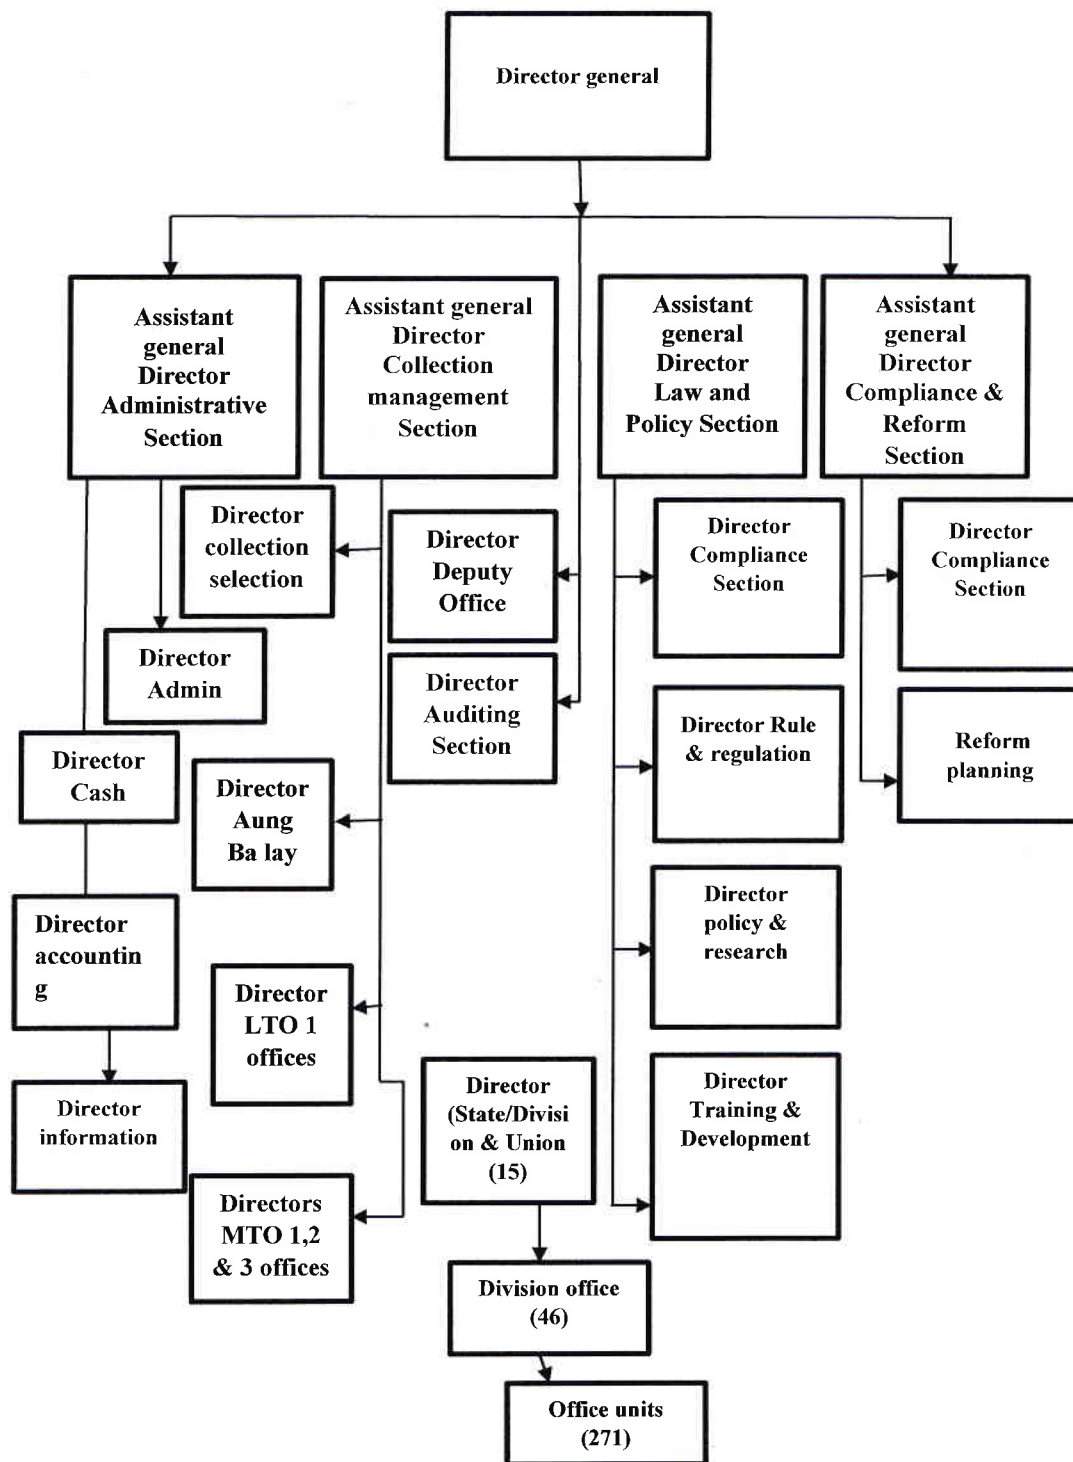 Director general
Assistant
general
Director
Administrative
Section
Assistant general
Director
Collection
management
Section
Assistant
general
Director
Law and
Policy Section
Assistant
general
Director
Compliance &
Reform
Section
Director
collection
selection
Director
Deputy
Office
Director
Compliance
Section
Director
Compliance
Section
Director
Admin
Director
Auditing
Section
Director Rule
& regulation
Reform
planning
Director
Cash
Director
Aung
Ba lay
Director
accountin
g
Director
policy &
research
Director
LTO 1
offices
Director
information
Director
(State/Divisi
on & Union
(15)
Director
Training &
Development
Directors
MTO 1,2
& 3 offices
Division office
(46)
Office units
(271)